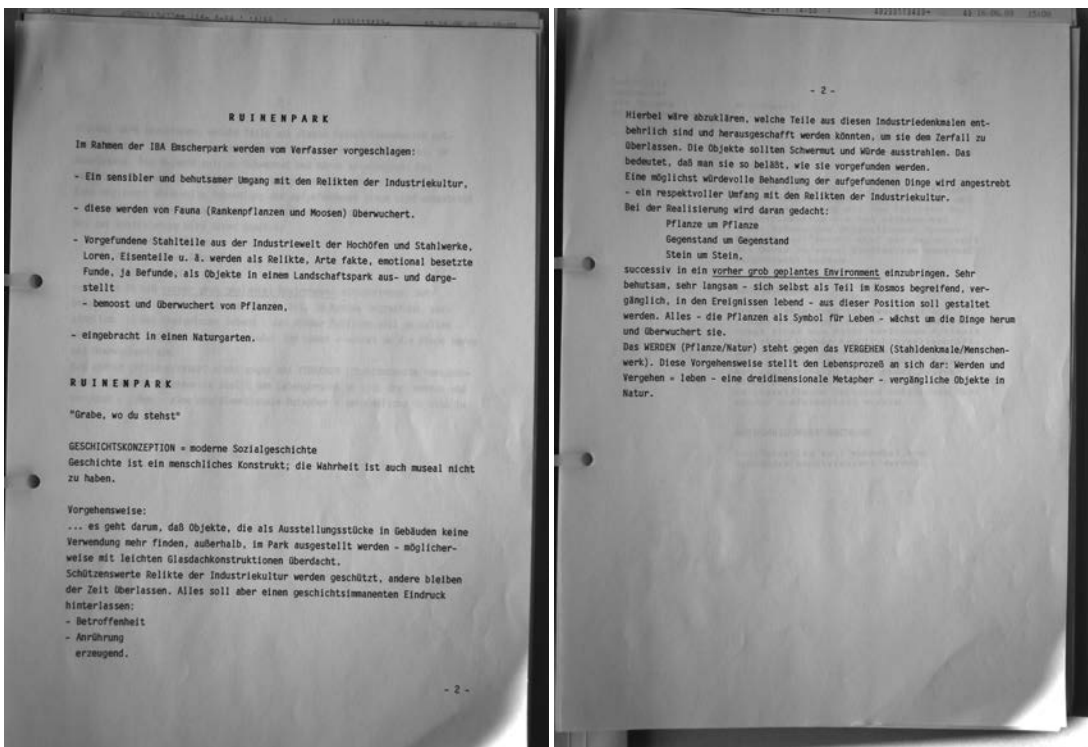 R U I N E N P A R K
Im Rahmen der IBA Emscherpark werden vom Verfasser vorgeschlagen:
- Ein sensibler und behutsamer Umgang mit den Relikten der Industriekultur,
- diese werden von Fauna (Rankenpflanzen und Moosen) überwuchert.
- Vorgefundene Stahlteile aus der Industriewelt der Hochöfen und Stahlwerke,
Loren, Eisenteile u. ä. werden als Relikte, Arte fakte, emotional besetzte
Funde, ja Befunde, als Objekte in einem Landschaftspark aus- und darge-
stellt
- bemoost und überwuchert von Pflanzen,
- eingebracht in einen Naturgarten.
R U I N E N P A R K
"Grabe, wo du stehst"
GESCHICHTSKONZEPTION = moderne Sozialgeschichte
Geschichte ist ein menschliches Konstrukt; die Wahrheit ist auch museal nicht
zu haben.
Vorgehensweise:
... es geht darum, daß Objekte, die als Ausstellungsstücke in Gebäuden keine
Verwendung mehr finden, außerhalb, im Park ausgestellt werden - möglicher-
weise mit leichten Glasdachkonstruktionen überdacht.
Schützenswerte Relikte der Industriekultur werden geschützt, andere bleiben
der Zeit überlassen. Alles soll aber einen geschichtsimmanenten Eindruck
hinterlassen:
- Betroffenheit
- Anrührung
erzeugend.
- 2 -
- 2 -
Hierbei wäre abzuklären, welche Teile aus diesen Industriedenkmalen ent-
behrlich sind und herausgeschafft werden könnten, um sie dem Zerfall zu
überlassen. Die Objekte sollten Schwermut und Würde ausstrahlen. Das
bedeutet, daß man sie so beläßt, wie sie vorgefunden werden.
Eine möglichst würdevolle Behandlung der aufgefundenen Dinge wird angestrebt
- ein respektvoller Umfang mit den Relikten der Industriekultur.
Bei der Realisierung wird daran gedacht:
Pflanze um Pflanze
Gegenstand um Gegenstand
Stein um Stein,
successiv in ein vorher grob geplantes Environment einzubringen. Sehr
behutsam, sehr langsam - sich selbst als Teil im Kosmos begreifend, ver-
gänglich, in den Ereignissen lebend - aus dieser Position soll gestaltet
werden. Alles - die Pflanzen als Symbol für Leben - wächst um die Dinge herum
und überwuchert sie.
Das WERDEN (Pflanze/Natur) steht gegen das VERGEHEN (Stahldenkmale/Menschen-
werk). Diese Vorgehensweise stellt den Lebensprozeß an sich dar: Werden und
Vergehen = leben - eine dreidimensionale Metapher - vergängliche Objekte in
Natur.